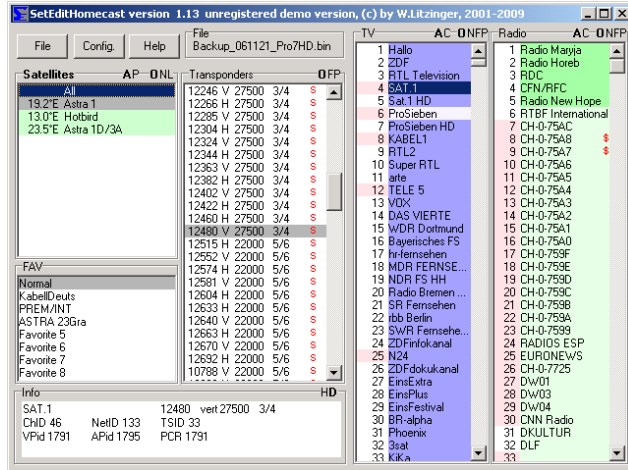 SetEditHomecast version 1.13 unregistered demo version, (c) by W.Litzinger, 2001-2009
File
Config.
Help
File
Backup_061121_Pro7HD.bin
Satellites AP ONL
All
19.2°E Astra 1
13.0°E Hotbird
23.5°E Astra 1D/3A
FAV
Normal
KabellDeuts
PREM/INT
ASTRA 23Gra
Favorite 5
Favorite 6
Favorite 7
Favorite 8
Transponders OFP
12246 V 27500 3/4 S
12266 H 27500 3/4 S
12285 V 27500 3/4 S
12304 H 27500 3/4 S
12324 V 27500 3/4 S
12344 H 27500 3/4 S
12363 V 27500 3/4 S
12382 H 27500 3/4 S
12402 V 27500 3/4 S
12422 H 27500 3/4 S
12460 H 27500 3/4 S
12480 V 27500 3/4 S
12515 H 22000 5/6 S
12552 V 22000 5/6 S
12574 H 22000 5/6 S
12581 V 22000 5/6 S
12604 H 22000 5/6 S
12633 H 22000 5/6 S
12640 V 22000 5/6 S
12663 H 22000 5/6 S
12670 V 22000 5/6 S
12692 H 22000 5/6 S
10788 V 22000 5/6 S
Info HD
SAT.1 12480 vert 27500 3/4
ChID 46 NetID 133 TSID 33
VPid 1791 APid 1795 PCR 1791
TV AC ONFP
1 Hallo
2 ZDF
3 RTL Television
4 SAT.1
5 Sat.1 HD
6 ProSieben
7 ProSieben HD
8 KABEL1
9 RTL2
10 Super RTL
11 arte
12 TELE 5
13 VOX
14 DAS VIERTE
15 WDR Dortmund
16 Bayerisches FS
17 hr-fernsehen
18 MDR FERNSE...
19 NDR FS HH
20 Radio Bremen ...
21 SR Fernsehen
22 rbb Berlin
23 SWR Fernsehe...
24 ZDFinfokanal
25 N24
26 ZDFdokukanal
27 EinsExtra
28 EinsPlus
29 EinsFestival
30 BR-alpha
31 Phoenix
32 3sat
33 KiKa
Radio AC ONFP
1 Radio Maryja
2 Radio Horeb
3 RDC
4 CFN/RFC
5 Radio New Hope
6 RTBF International
7 CH-0-75AC
8 CH-0-75A8 $
9 CH-0-75A7 $
10 CH-0-75A6
11 CH-0-75A5
12 CH-0-75A4
13 CH-0-75A3
14 CH-0-75A2
15 CH-0-75A1
16 CH-0-75A0
17 CH-0-759F
18 CH-0-759E
19 CH-0-759D
20 CH-0-759C
21 CH-0-759B
22 CH-0-759A
23 CH-0-7599
24 RADIOS ESP
25 EURONEWS
26 CH-0-7725
27 DW01
28 DW03
29 DW04
30 CNN Radio
31 DKULTUR
32 DLF
33